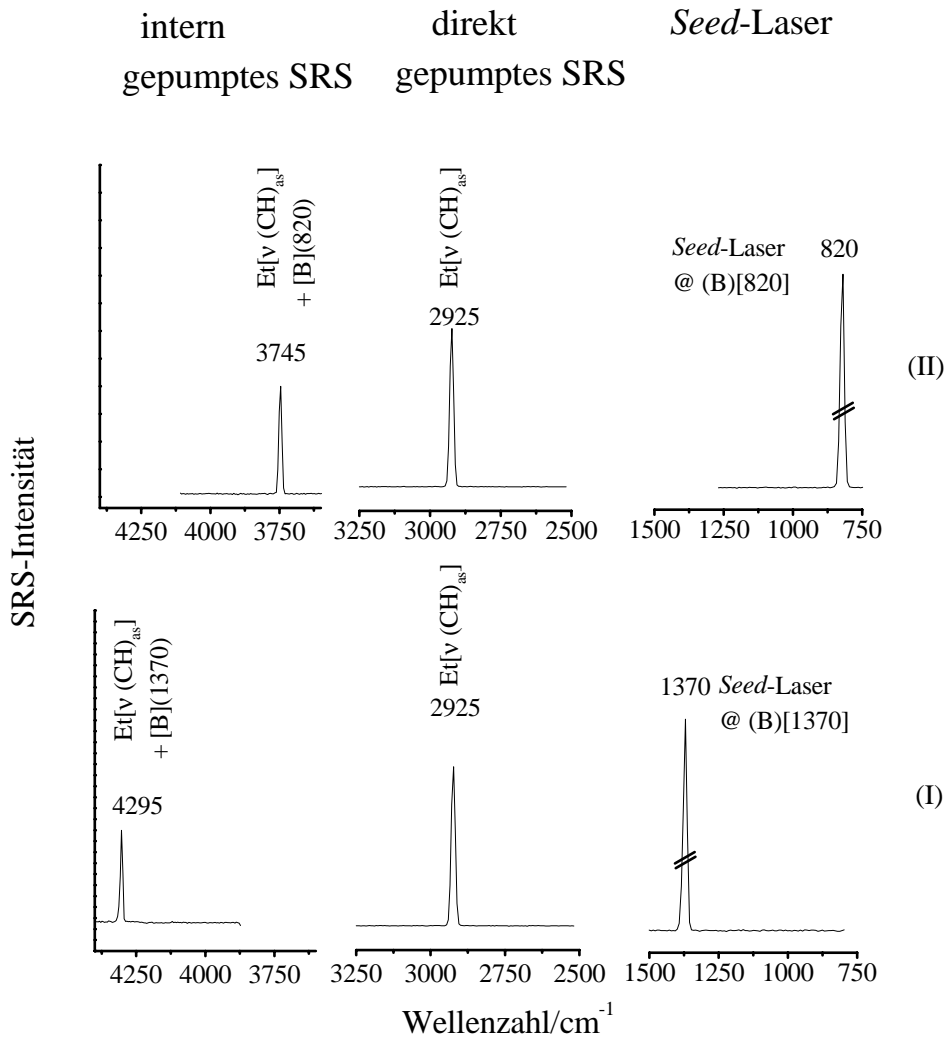 intern
gepumptes SRS
direkt
gepumptes SRS
Seed-Laser
SRS-Intensität
Et[ν (CH)as]
+ [B](820)
3745
Et[ν (CH)as]
2925
Seed-Laser
@ (B)[820]
820
(II)
4250 4000 3750
3250 3000 2750 2500
1500 1250 1000 750
Et[ν (CH)as]
+ [B](1370)
4295
Et[ν (CH)as]
2925
1370 Seed-Laser
@ (B)[1370]
(I)
4250 4000 3750
3250 3000 2750 2500
1500 1250 1000 750
Wellenzahl/cm-1